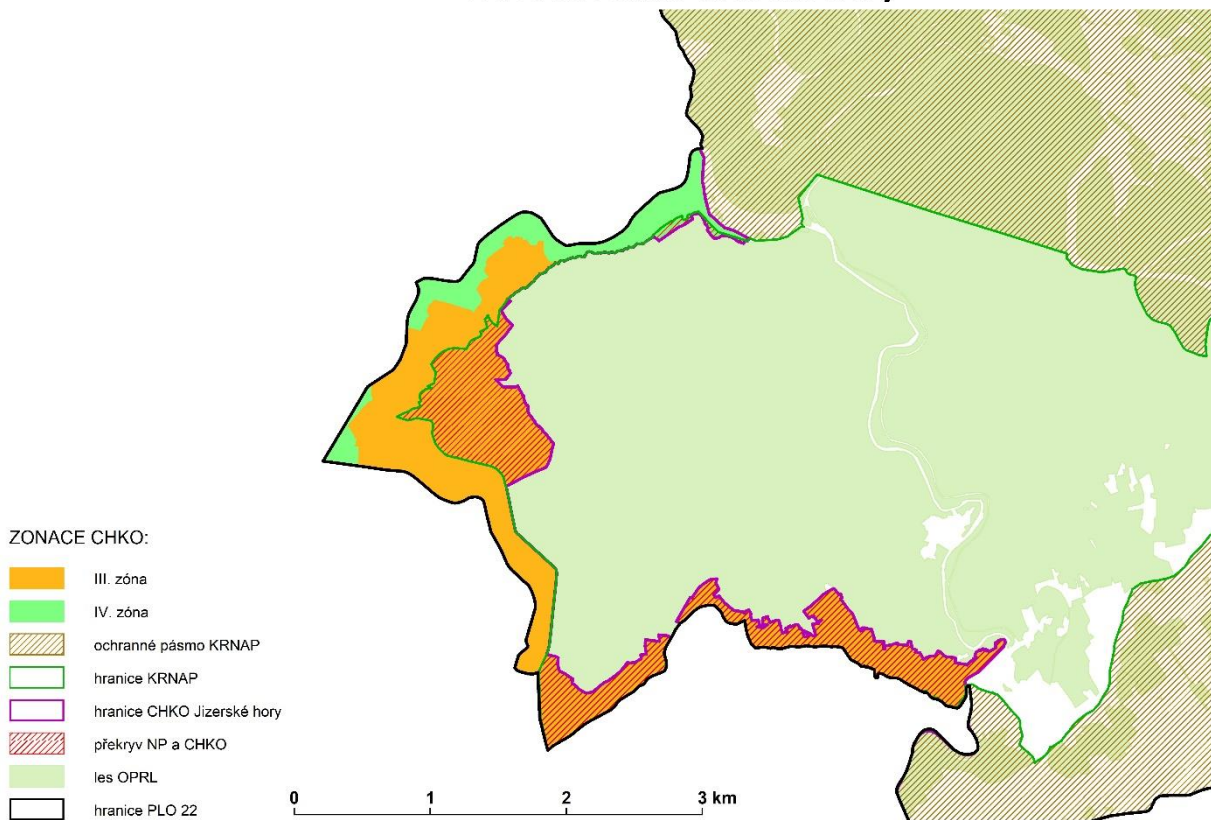 ZONACE CHKO:
III. zóna
IV. zóna
ochranné pásmo KRNAP
hranice KRNAP
hranice CHKO Jizerské hory
překryv NP a CHKO
les OPRL
hranice PLO 22
0 1 2 3 km